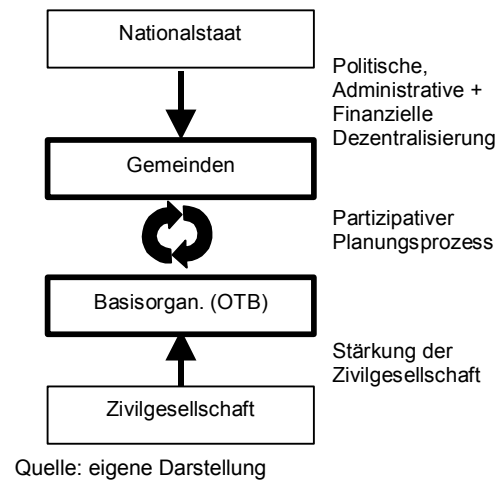 Nationalstaat
Politische,
Administrative +
Finanzielle
Dezentralisierung
Gemeinden
Partizipativer
Planungsprozess
Basisorgan. (OTB)
Stärkung der
Zivilgesellschaft
Zivilgesellschaft
Quelle: eigene Darstellung